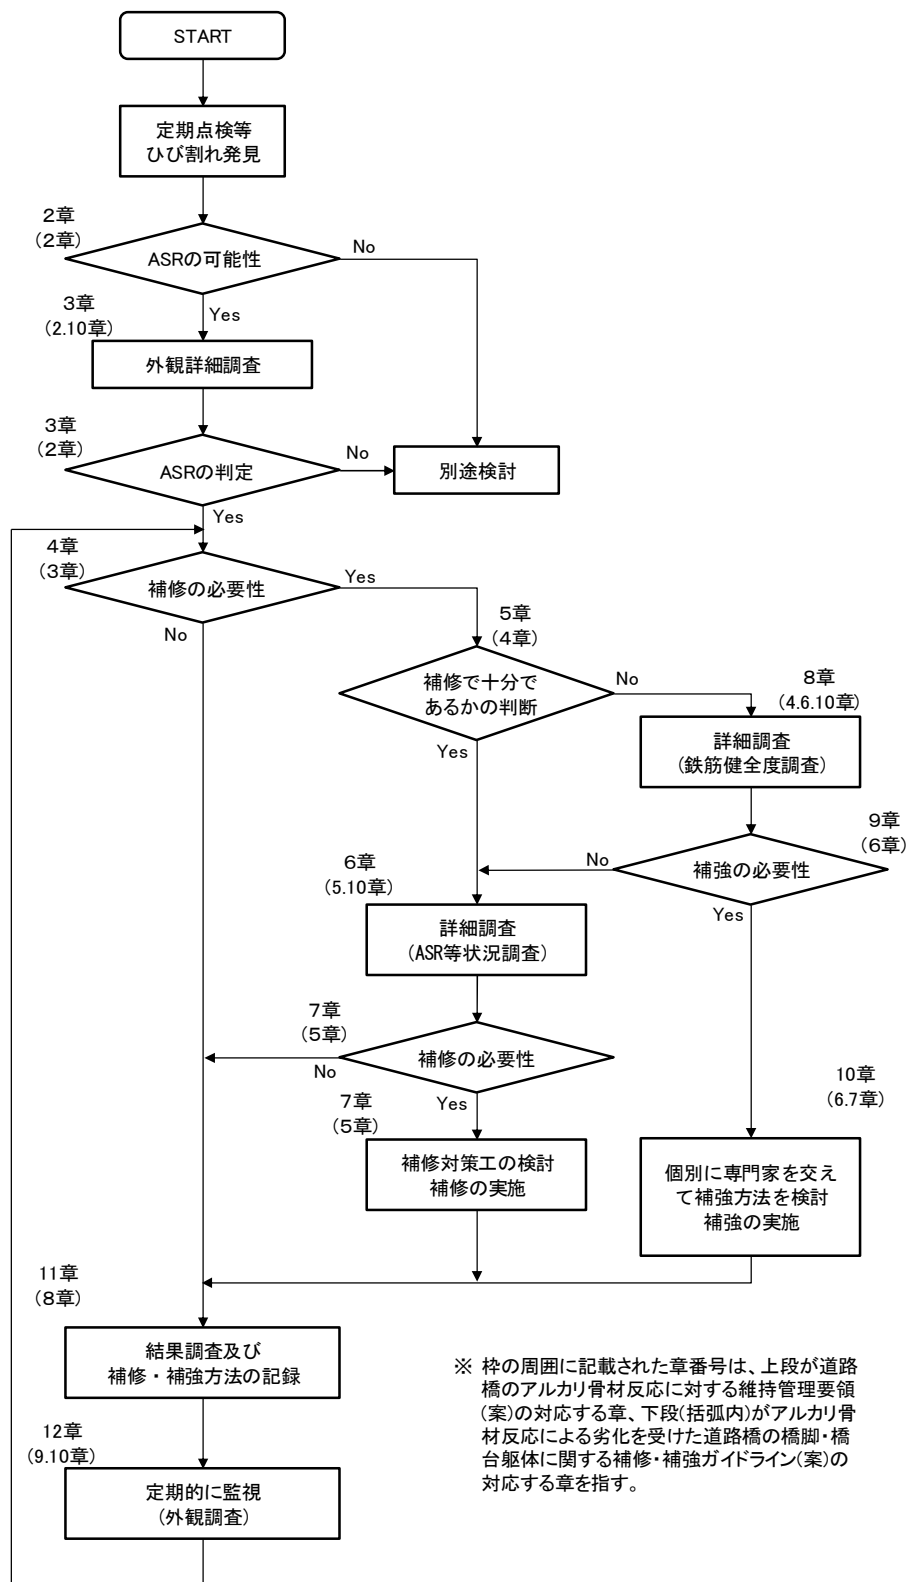 START
定期点検等
ひび割れ発見
2章
(2章)
ASRの可能性
No
Yes
3章
(2.10章)
外観詳細調査
3章
(2章)
ASRの判定
No
別途検討
Yes
4章
(3章)
補修の必要性
Yes
No
5章
(4章)
補修で十分で
あるかの判断
No
Yes
8章
(4.6.10章)
詳細調査
(鉄筋健全度調査)
9章
(6章)
補強の必要性
No
Yes
6章
(5.10章)
詳細調査
(ASR等状況調査)
7章
(5章)
補修の必要性
No
Yes
7章
(5章)
補修対策工の検討
補修の実施
10章
(6.7章)
個別に専門家を交え
て補強方法を検討
補強の実施
11章
(8章)
結果調査及び
補修・補強方法の記録
12章
(9.10章)
定期的に監視
(外観調査)
※ 枠の周囲に記載された章番号は、上段が道路
橋のアルカリ骨材反応に対する維持管理要領
(案)の対応する章、下段(括弧内)がアルカリ骨
材反応による劣化を受けた道路橋の橋脚・橋
台躯体に関する補修・補強ガイドライン(案)の
対応する章を指す。